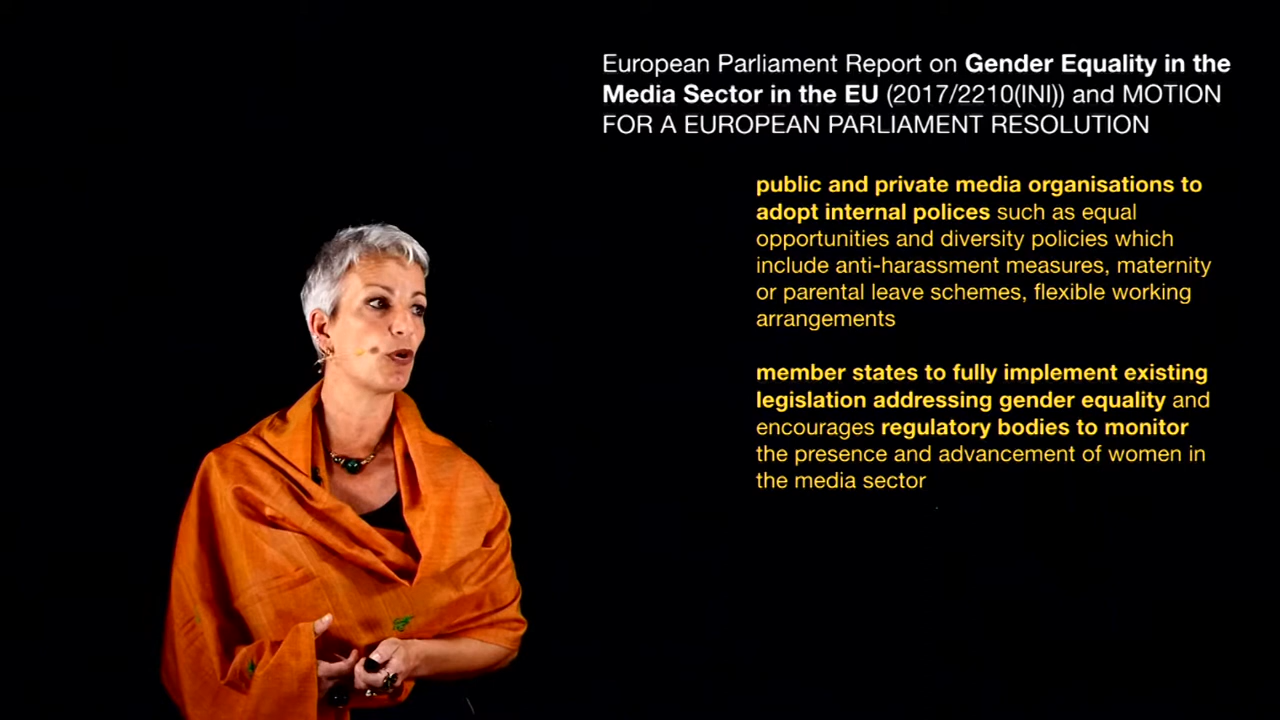 European Parliament Report on Gender Equality in the
Media Sector in the EU (2017/2210(INI)) and MOTION
FOR A EUROPEAN PARLIAMENT RESOLUTION
public and private media organisations to
adopt internal polices such as equal
opportunities and diversity policies which
include anti-harassment measures, maternity
or parental leave schemes, flexible working
arrangements
member states to fully implement existing
legislation addressing gender equality and
encourages regulatory bodies to monitor
the presence and advancement of women in
the media sector